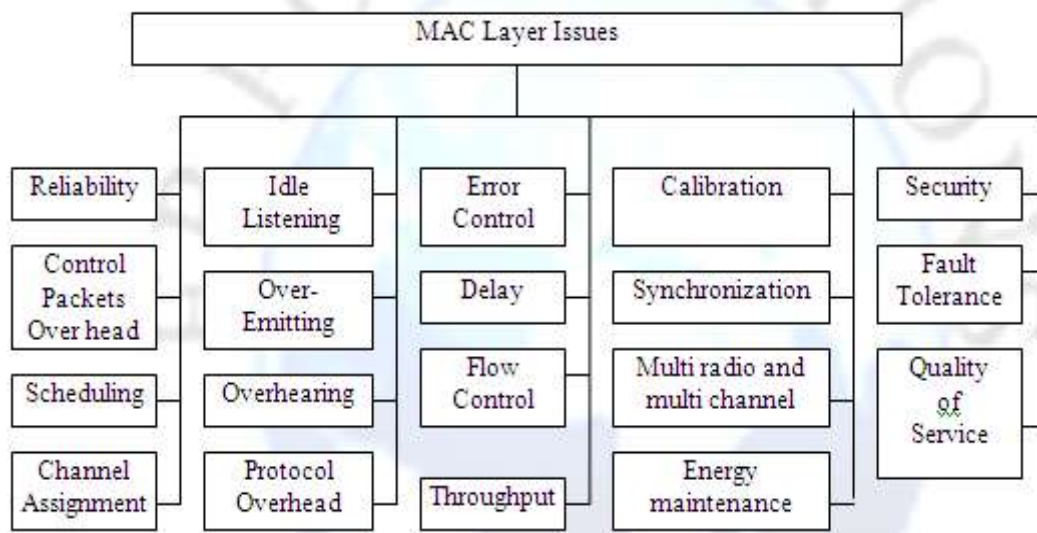 MAC Layer Issues
Reliability
Control
Packets
Over head
Scheduling
Channel
Assignment
Idle
Listening
Over-
Emitting
Overhearing
Protocol
Overhead
Error
Control
Delay
Flow
Control
Throughput
Calibration
Synchronization
Multi radio and
multi channel
Energy
maintenance
Security
Fault
Tolerance
Quality
of
Service